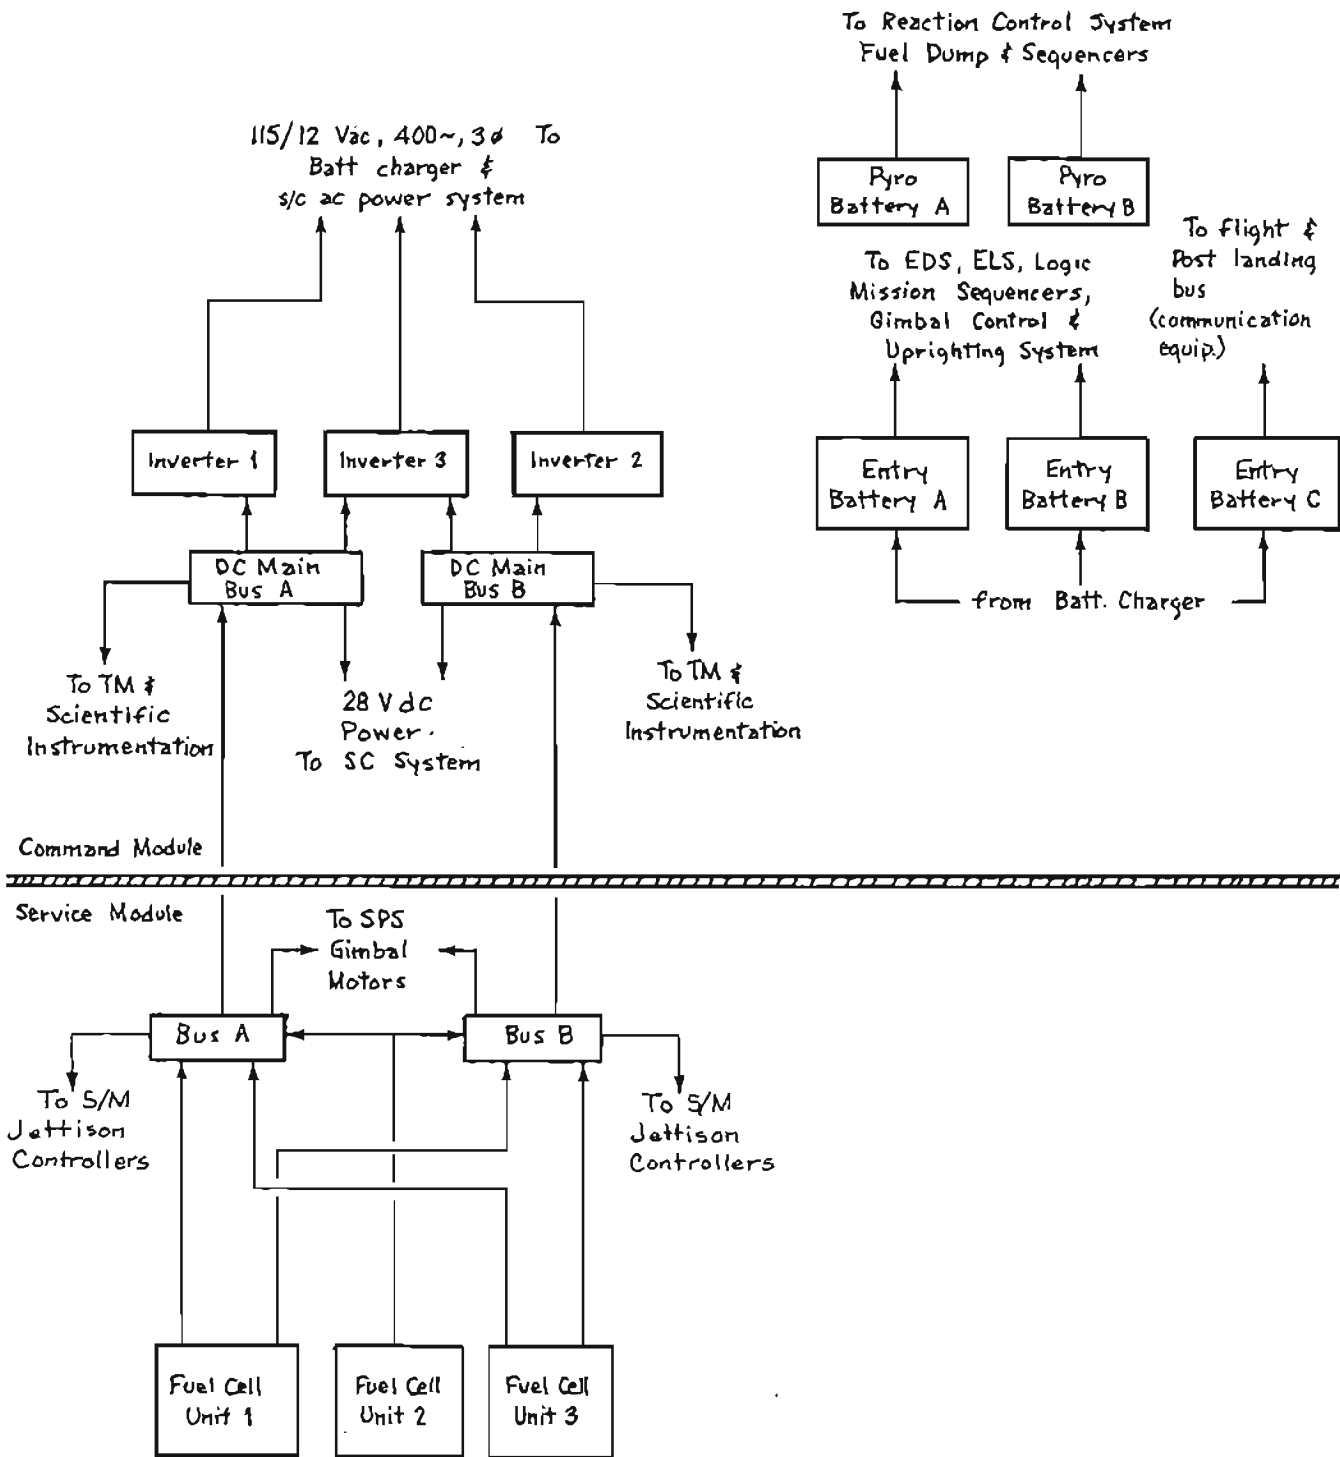 To Reaction Control System
Fuel Dump & Sequencers
115/12 Vac, 400~, 3ø To
Batt charger &
s/c ac power system
Pyro
Battery A
Pyro
Battery B
To EDS, ELS, Logic
Mission Sequencers,
Gimbal Control &
Uprighting System
To flight &
Post landing
bus
(communication
equip.)
Inverter 1
Inverter 3
Inverter 2
Entry
Battery A
Entry
Battery B
Entry
Battery C
DC Main
Bus A
DC Main
Bus B
from Batt. Charger
To TM &
Scientific
Instrumentation
28 Vdc
Power.
To SC System
To TM &
Scientific
Instrumentation
Command Module
Service Module
To SPS
Gimbal
Motors
Bus A
Bus B
To S/M
Jettison
Controllers
To S/M
Jettison
Controllers
Fuel Cell
Unit 1
Fuel Cell
Unit 2
Fuel Cell
Unit 3